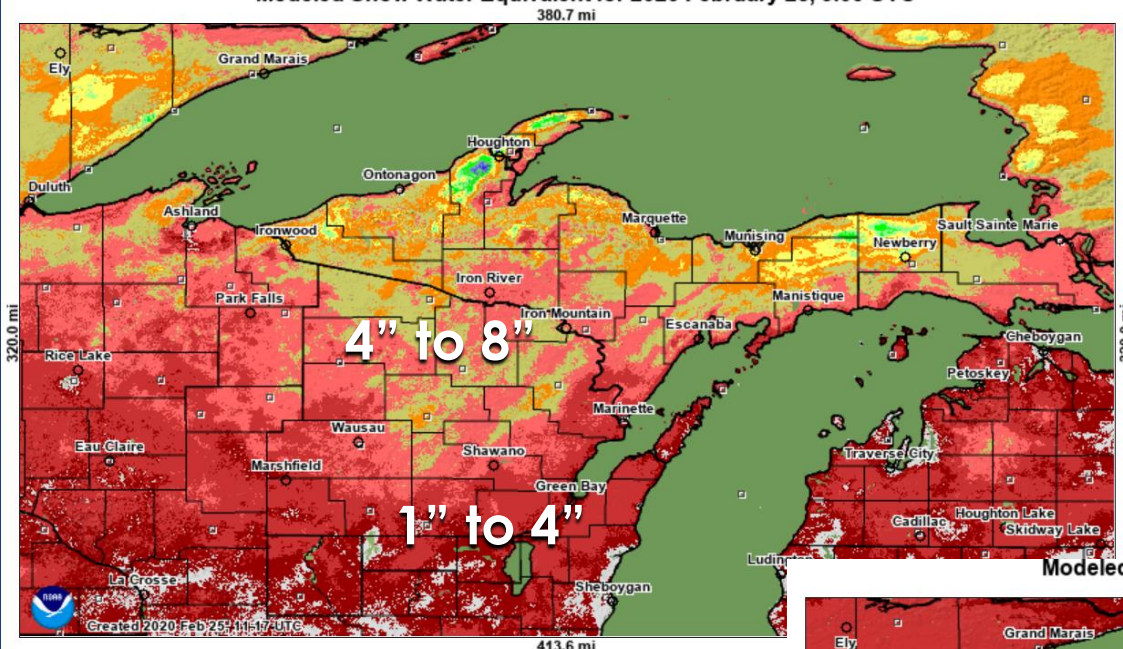 380.7 mi
Ely
Grand Marais
Houghton
Duluth
Ontonagon
Ashland
Ironwood
Marquette
Munising
Sault Sainte Marie
Newberry
Iron River
Park Falls
Manistique
Iron Mountain
Escanaba
4” to 8”
Cheboygan
320.0 mi
Rice Lake
Petoskey
Marinette
Wausau
Eau Claire
Shawano
Traverse City
Marshfield
Green Bay
1” to 4”
Houghton Lake
Cadillac
Skidway Lake
La Crosse
Sheboygan
NOAA
Created 2020 Feb 25, 11:17 UTC
413.6 mi
Modeled
Ely
Grand Marais